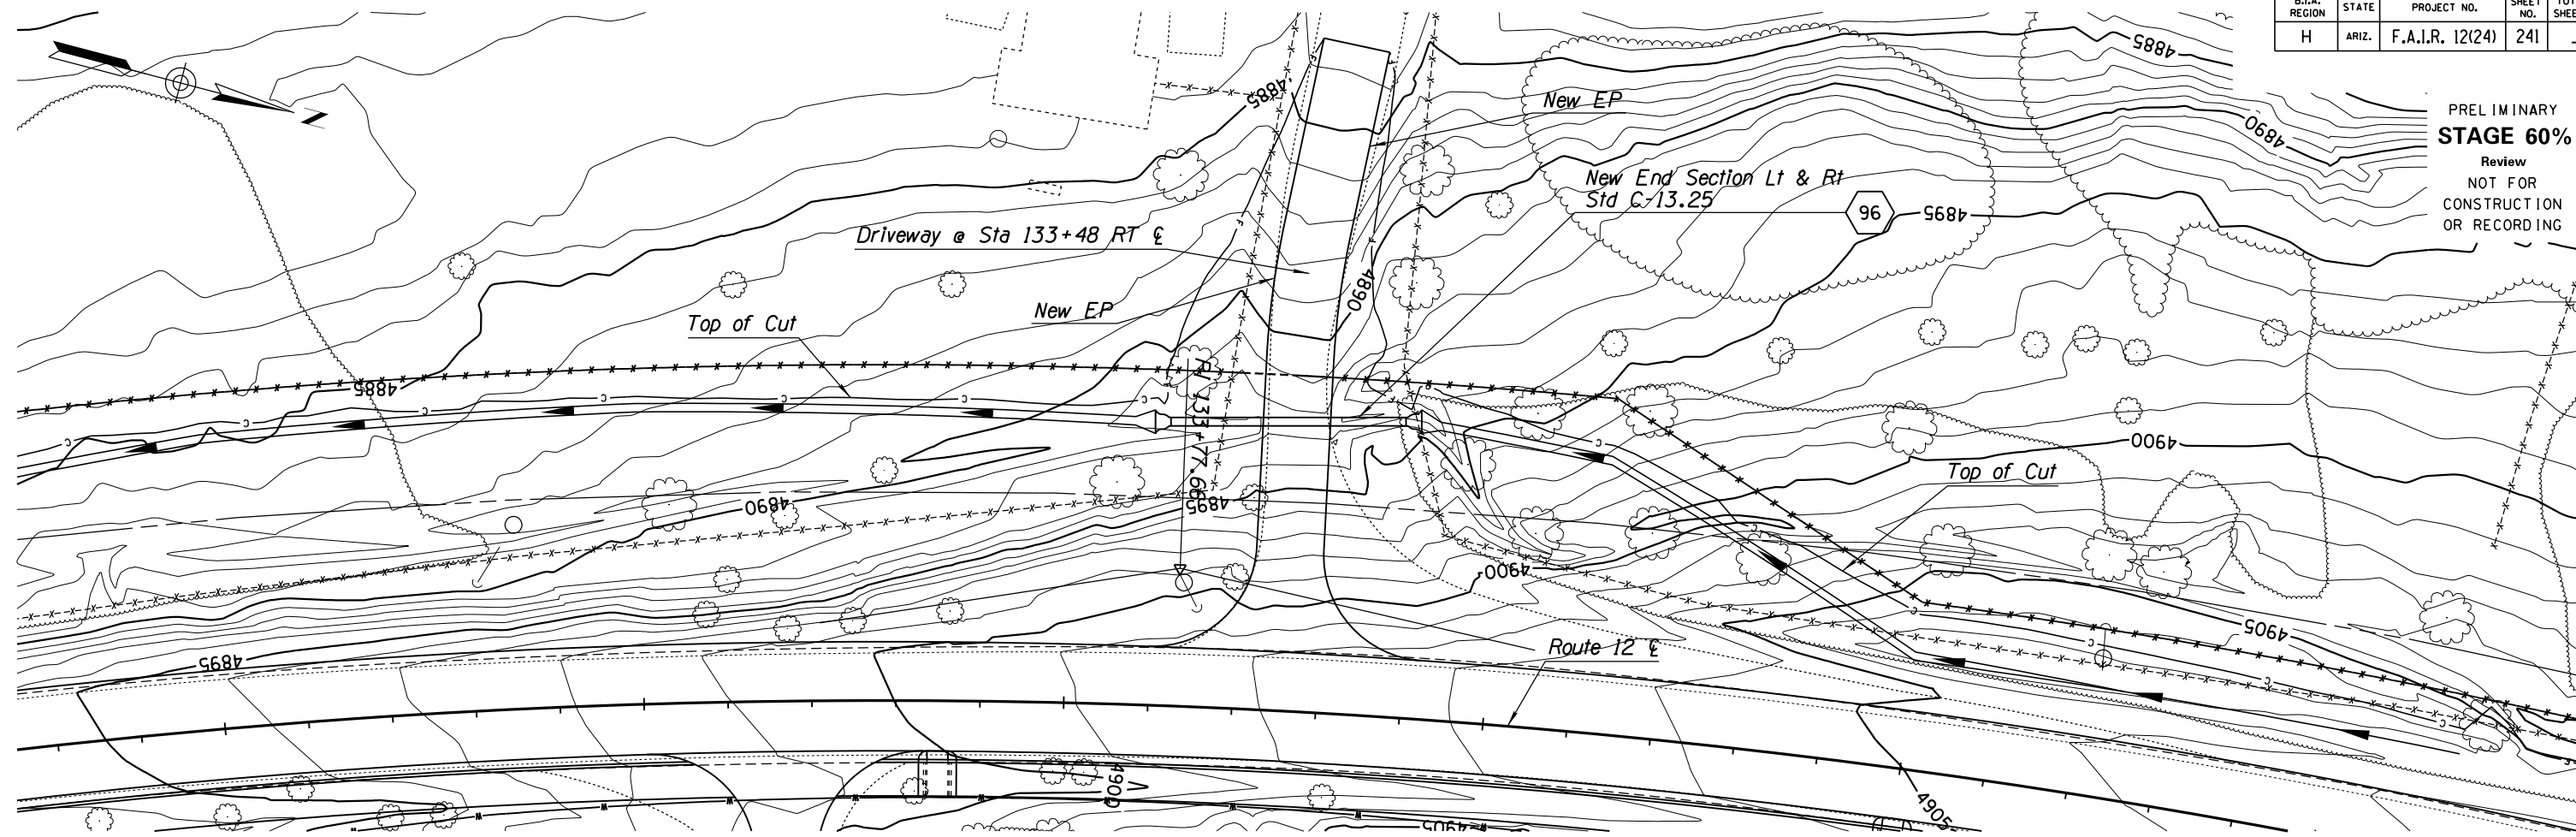 B.I.A. REGION
STATE
PROJECT NO.
SHEET NO.
H
ARIZ.
F.A.I.R. 12(24)
241
PRELIMINARY
STAGE 60%
Review
NOT FOR
CONSTRUCTION
OR RECORDING
4885
4885
New EP
4890
New End Section Lt & Rt
Std C-13.25
96
4895
Driveway @ Sta 133+48 RT ℄
4890
New EP
Top of Cut
4885
PI 133+77.66
4900
Top of Cut
4890
4895
4900
4905
Route 12 ℄
4895
4900
4905
4905